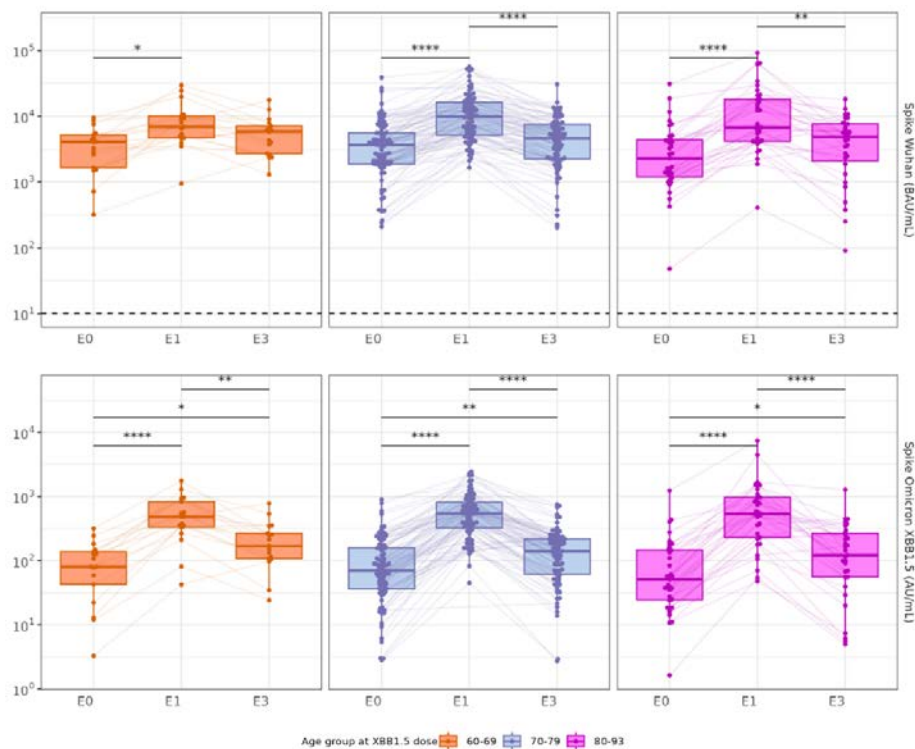 * **** **** **** **
10⁵
10⁴
10³
10²
10¹
Spike Wuhan (BAU/mL)
E0 E1 E3 E0 E1 E3 E0 E1 E3
** **** ****
* ** *
**** **** ****
10⁴
10³
10²
10¹
10⁰
Spike Omicron XBB1.5 (AU/mL)
E0 E1 E3 E0 E1 E3 E0 E1 E3
Age group at XBB1.5 dose 60-69 70-79 80-93